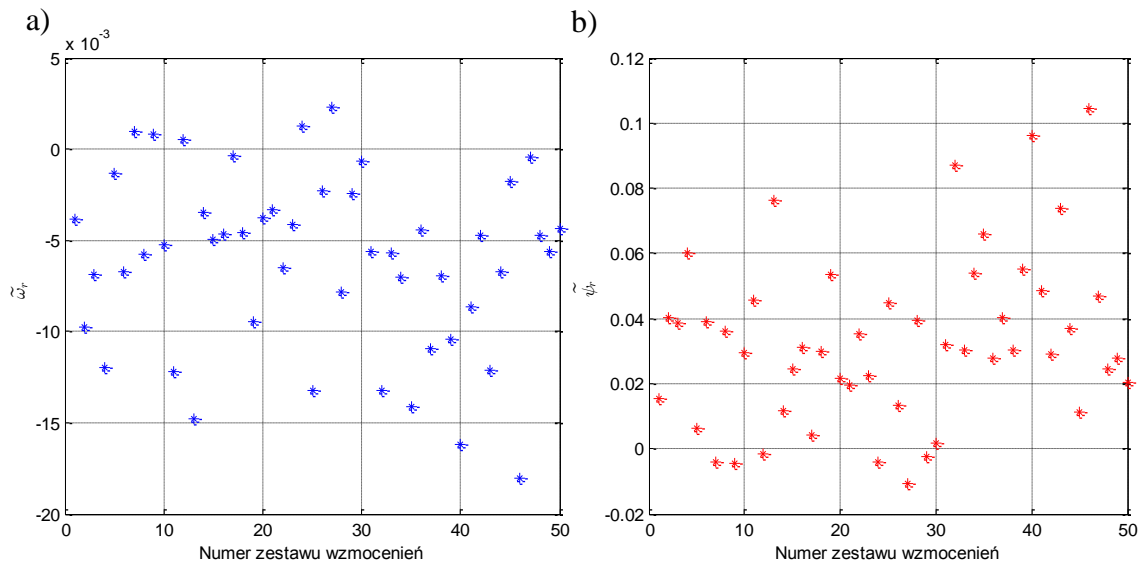 a)
x 10⁻³
5
0
-5
-10
-15
-20
0 10 20 30 40 50
ω̃ᵣ
Numer zestawu wzmocenień
b)
0.12
0.1
0.08
0.06
0.04
0.02
0
-0.02
0 10 20 30 40 50
ψ̃ᵣ
Numer zestawu wzmocenień